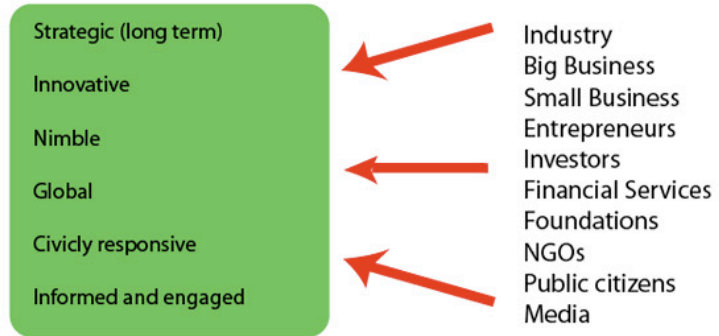 Strategic (long term)
Innovative
Nimble
Global
Civicly responsive
Informed and engaged
Industry
Big Business
Small Business
Entrepreneurs
Investors
Financial Services
Foundations
NGOs
Public citizens
Media